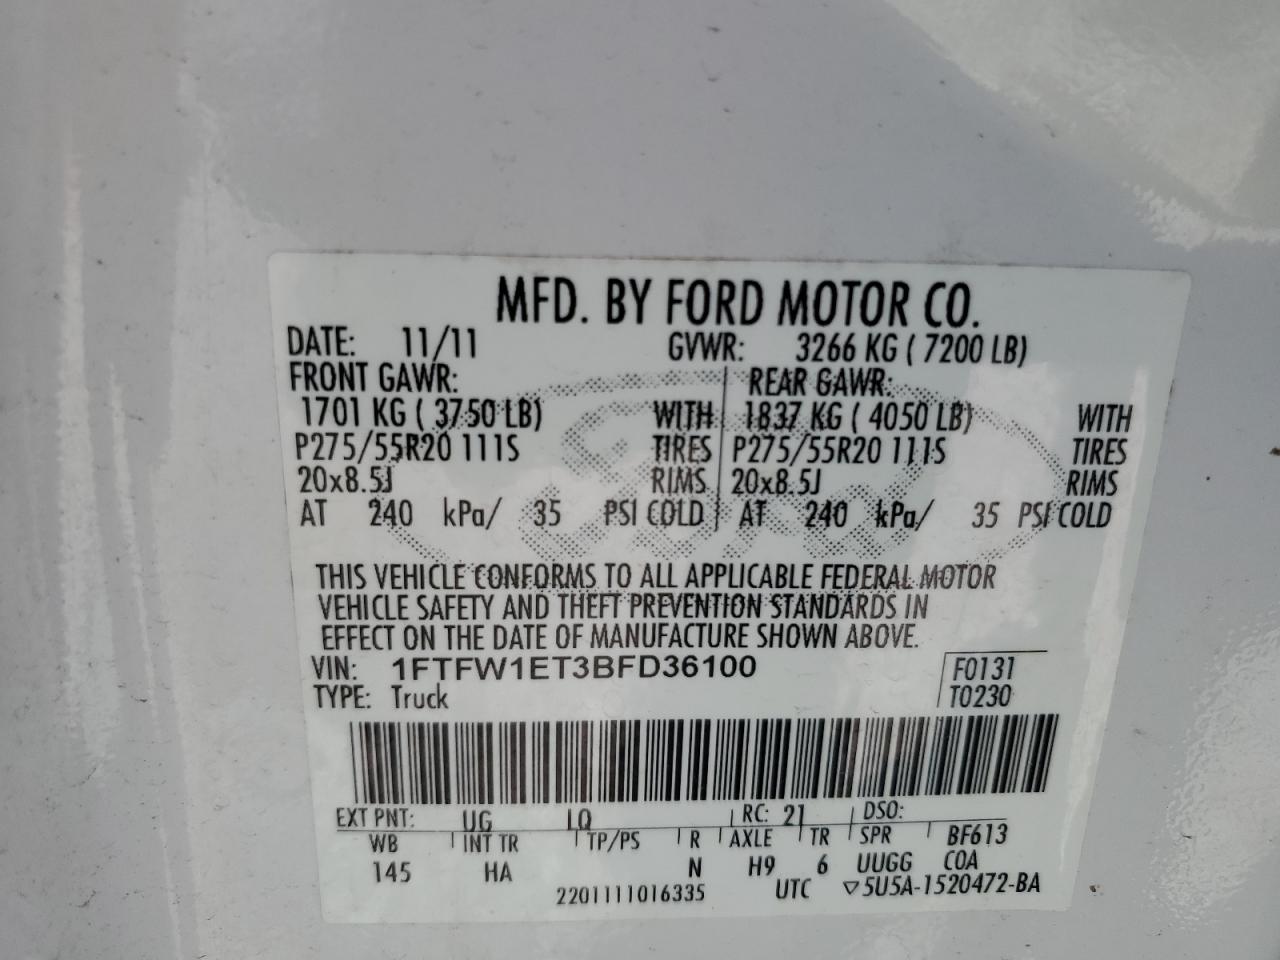 MFD. BY FORD MOTOR CO.
DATE: 11/11 GVWR: 3266 KG ( 7200 LB)
FRONT GAWR: REAR GAWR:
1701 KG ( 3750 LB) WITH 1837 KG ( 4050 LB) WITH
P275/55R20 111S TIRES P275/55R20 111S TIRES
20x8.5J RIMS 20x8.5J RIMS
AT 240 kPa/ 35 PSI COLD AT 240 kPa/ 35 PSI COLD
THIS VEHICLE CONFORMS TO ALL APPLICABLE FEDERAL MOTOR
VEHICLE SAFETY AND THEFT PREVENTION STANDARDS IN
EFFECT ON THE DATE OF MANUFACTURE SHOWN ABOVE.
VIN: 1FTFW1ET3BFD36100 F0131
TYPE: Truck T0230
EXT PNT: UG LQ RC: 21 DSO:
WB INT TR TP/PS R AXLE TR SPR BF613
145 HA N H9 6 UUGG COA
2201111016335 UTC ▽5U5A-1520472-BA